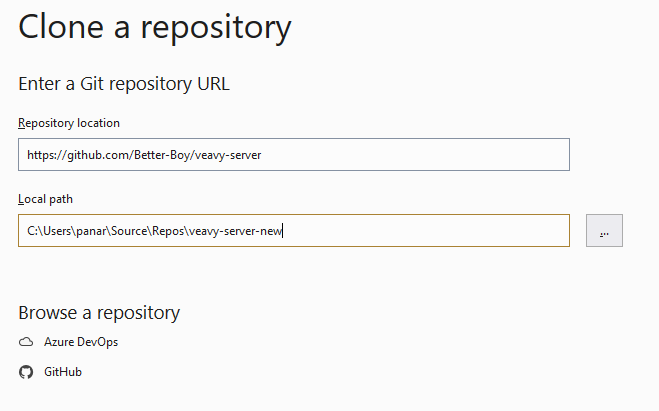 Clone a repository
Enter a Git repository URL
Repository location
https://github.com/Better-Boy/veavy-server
Local path
C:\Users\panar\Source\Repos\veavy-server-new
...
Browse a repository
Azure DevOps
GitHub